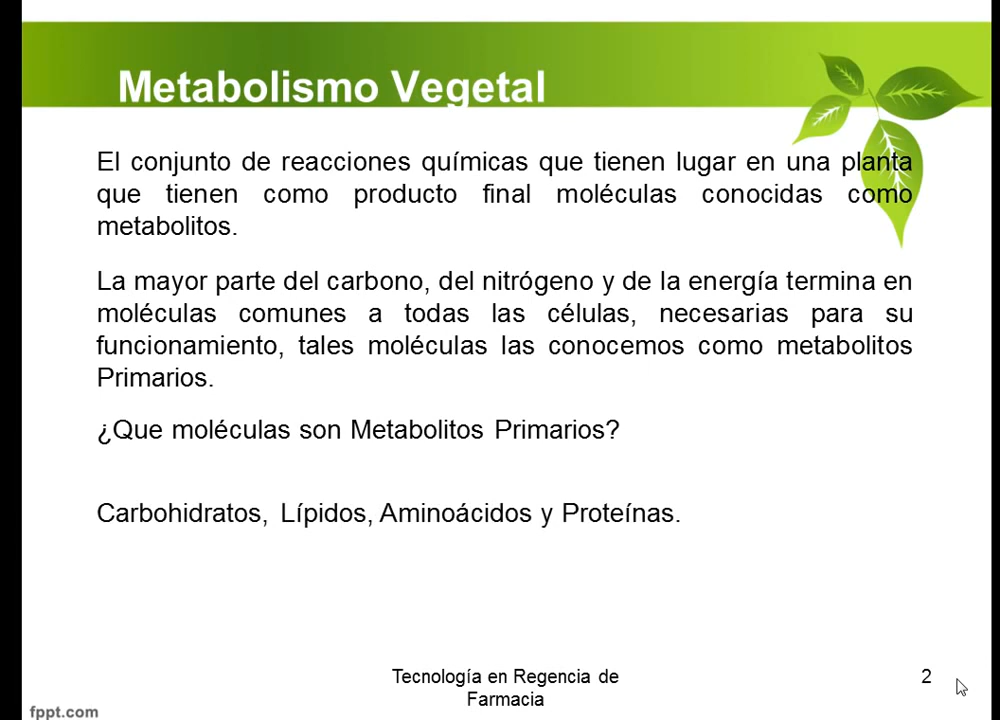 Metabolismo Vegetal
El conjunto de reacciones químicas que tienen lugar en una planta
que tienen como producto final moléculas conocidas como
metabolitos.
La mayor parte del carbono, del nitrógeno y de la energía termina en
moléculas comunes a todas las células, necesarias para su
funcionamiento, tales moléculas las conocemos como metabolitos
Primarios.
¿Que moléculas son Metabolitos Primarios?
Carbohidratos, Lípidos, Aminoácidos y Proteínas.
Tecnología en Regencia de
Farmacia
2
fppt.com